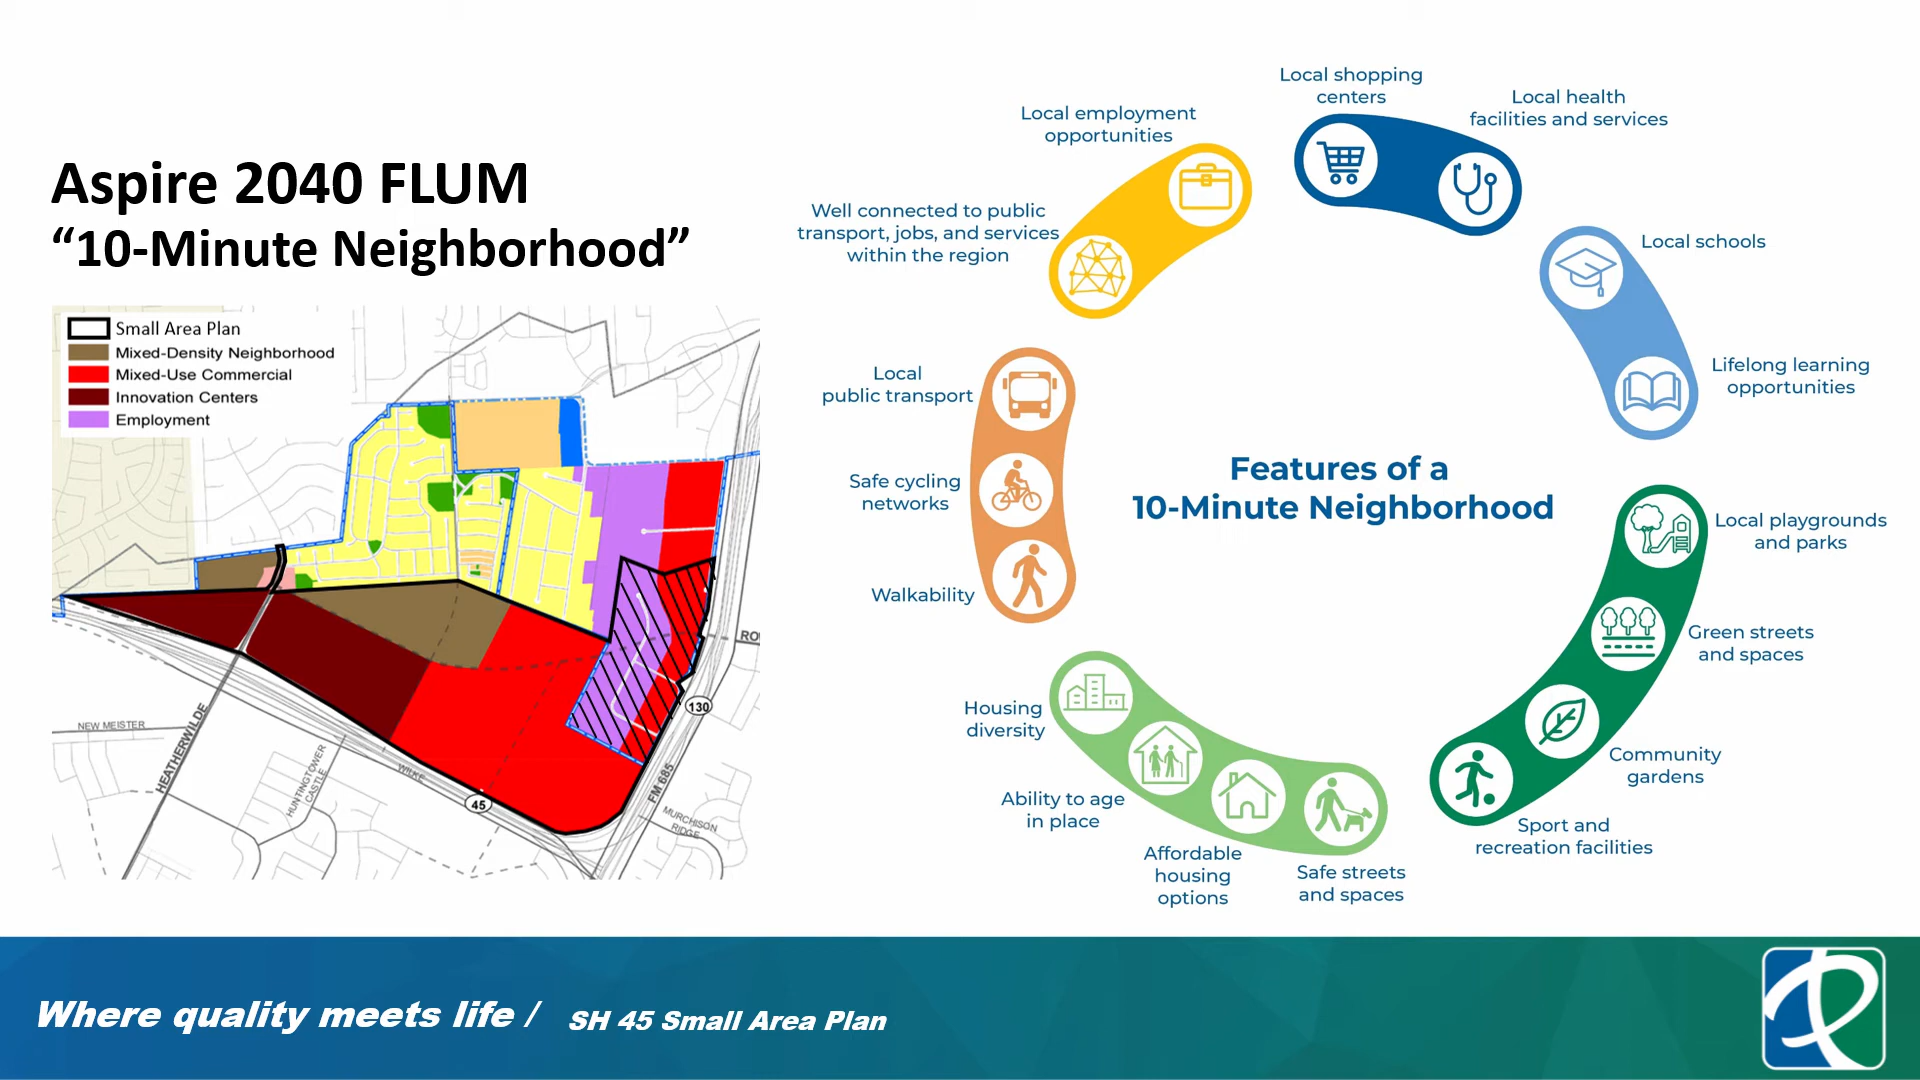 Aspire 2040 FLUM
“10-Minute Neighborhood”
Small Area Plan
Mixed-Density Neighborhood
Mixed-Use Commercial
Innovation Centers
Employment
NEW MEISTER
HEATHERWILDE
HUNTINGTOWER
CASTLE
WILKE
45
FM 685
130
MURCHISON
RIDGE
RO
Local shopping
centers
Local health
facilities and services
Local employment
opportunities
Well connected to public
transport, jobs, and services
within the region
Local schools
Lifelong learning
opportunities
Local
public transport
Safe cycling
networks
Walkability
Features of a
10-Minute Neighborhood
Local playgrounds
and parks
Green streets
and spaces
Community
gardens
Sport and
recreation facilities
Housing
diversity
Ability to age
in place
Affordable
housing
options
Safe streets
and spaces
Where quality meets life / SH 45 Small Area Plan